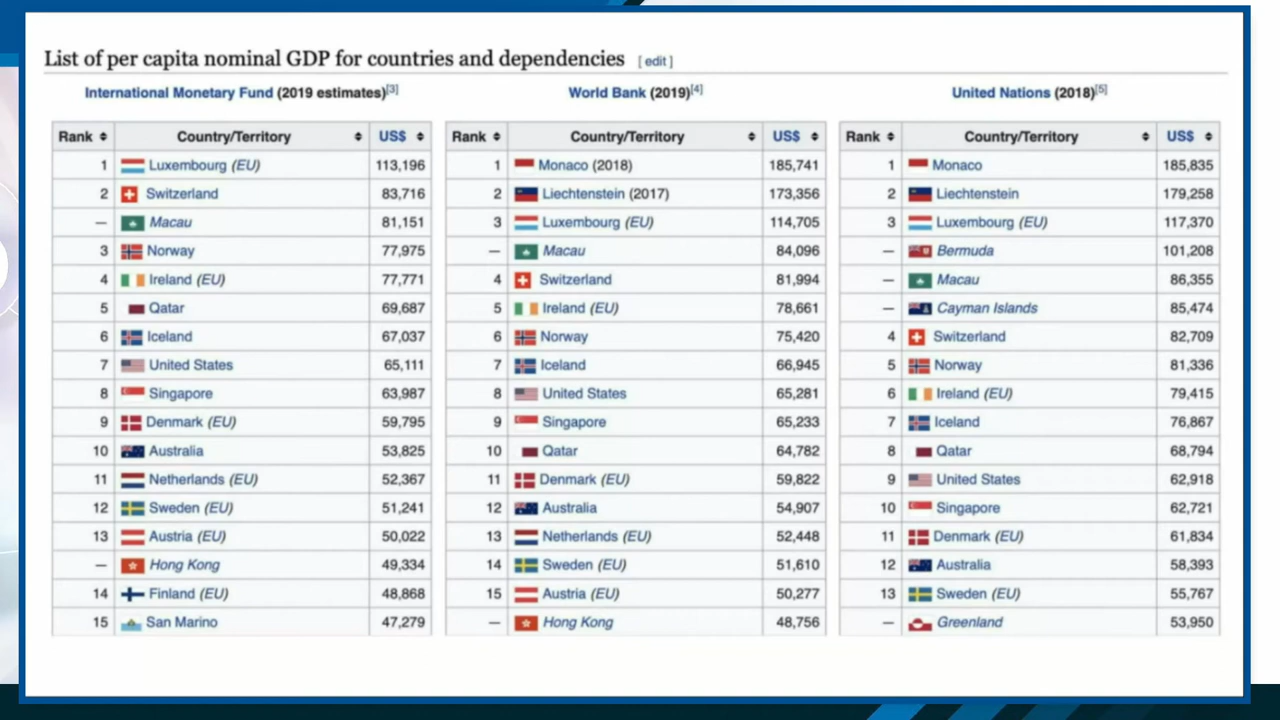 List of per capita nominal GDP for countries and dependencies [ edit ]
International Monetary Fund (2019 estimates)[3]
Rank Country/Territory US$
1 Luxembourg (EU) 113,196
2 Switzerland 83,716
— Macau 81,151
3 Norway 77,975
4 Ireland (EU) 77,771
5 Qatar 69,687
6 Iceland 67,037
7 United States 65,111
8 Singapore 63,987
9 Denmark (EU) 59,795
10 Australia 53,825
11 Netherlands (EU) 52,367
12 Sweden (EU) 51,241
13 Austria (EU) 50,022
— Hong Kong 49,334
14 Finland (EU) 48,868
15 San Marino 47,279
World Bank (2019)[4]
Rank Country/Territory US$
1 Monaco (2018) 185,741
2 Liechtenstein (2017) 173,356
3 Luxembourg (EU) 114,705
— Macau 84,096
4 Switzerland 81,994
5 Ireland (EU) 78,661
6 Norway 75,420
7 Iceland 66,945
8 United States 65,281
9 Singapore 65,233
10 Qatar 64,782
11 Denmark (EU) 59,822
12 Australia 54,907
13 Netherlands (EU) 52,448
14 Sweden (EU) 51,610
15 Austria (EU) 50,277
— Hong Kong 48,756
United Nations (2018)[5]
Rank Country/Territory US$
1 Monaco 185,835
2 Liechtenstein 179,258
3 Luxembourg (EU) 117,370
— Bermuda 101,208
— Macau 86,355
— Cayman Islands 85,474
4 Switzerland 82,709
5 Norway 81,336
6 Ireland (EU) 79,415
7 Iceland 76,867
8 Qatar 68,794
9 United States 62,918
10 Singapore 62,721
11 Denmark (EU) 61,834
12 Australia 58,393
13 Sweden (EU) 55,767
— Greenland 53,950